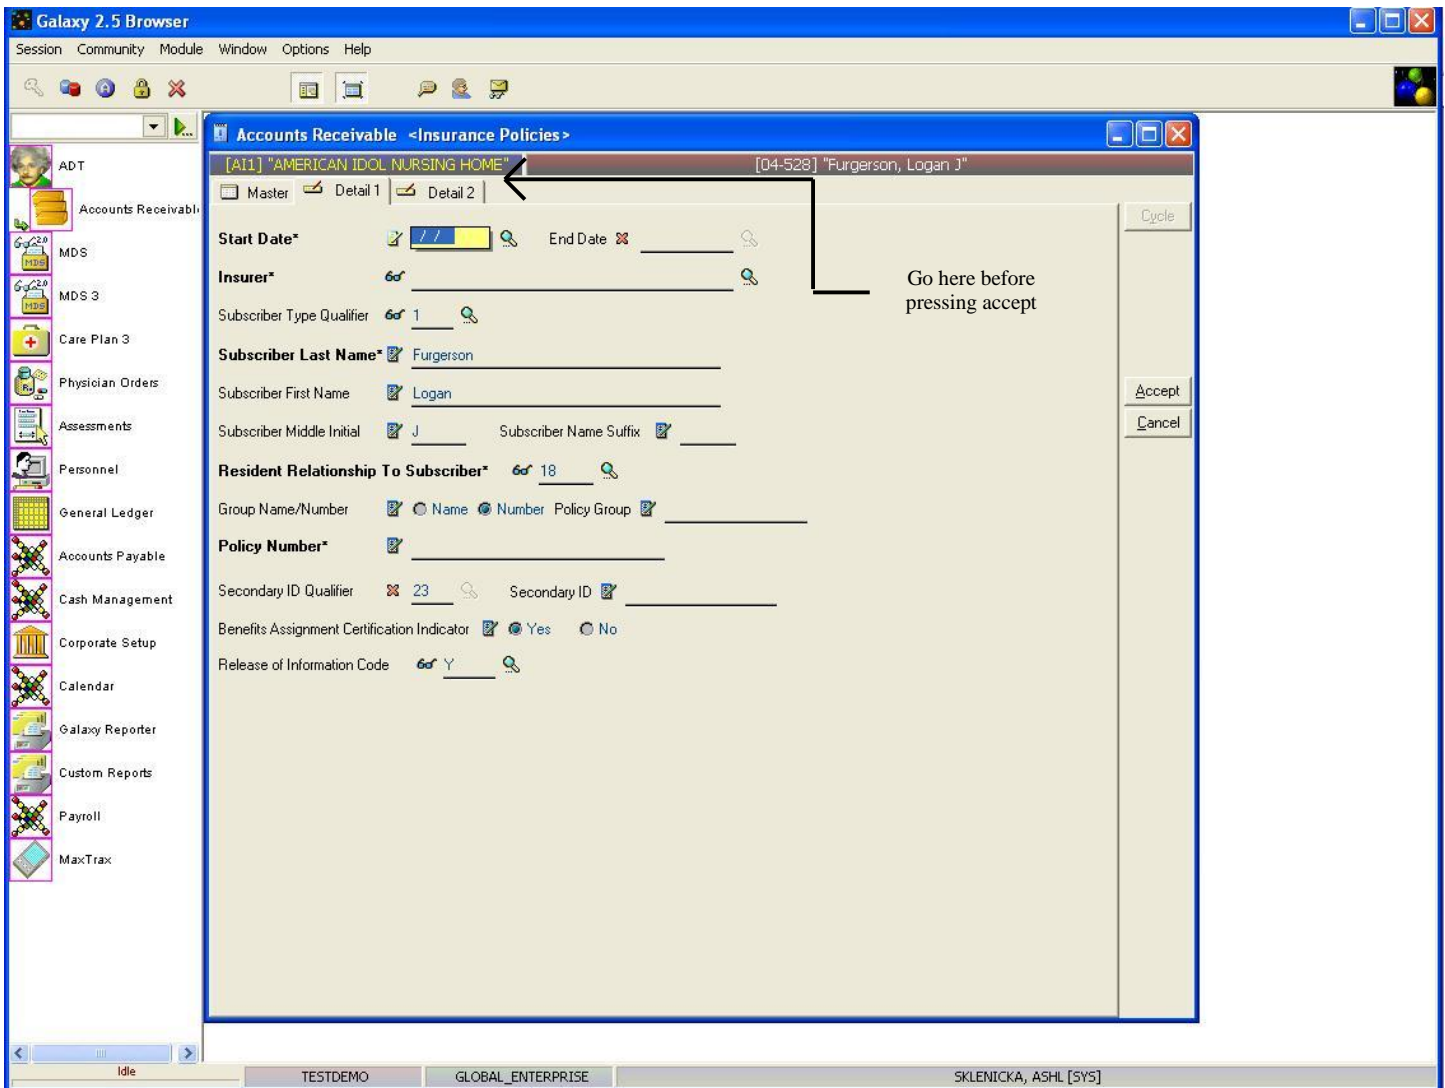 Galaxy 2.5 Browser
Session Community Module Window Options Help
Accounts Receivable <Insurance Policies>
[AI1] "AMERICAN IDOL NURSING HOME" [04-528] "Furgerson, Logan J"
Master Detail 1 Detail 2
Cycle
Start Date* / / End Date
Insurer*
Go here before
pressing accept
Subscriber Type Qualifier 1
Subscriber Last Name* Furgerson
Subscriber First Name Logan
Accept
Subscriber Middle Initial J Subscriber Name Suffix
Cancel
Resident Relationship To Subscriber* 18
Group Name/Number Name Number Policy Group
Policy Number*
Secondary ID Qualifier 23 Secondary ID
Benefits Assignment Certification Indicator Yes No
Release of Information Code Y
ADT
Accounts Receivabl
MDS
MDS 3
Care Plan 3
Physician Orders
Assessments
Personnel
General Ledger
Accounts Payable
Cash Management
Corporate Setup
Calendar
Galaxy Reporter
Custom Reports
Payroll
MaxTrax
Idle TESTDEMO GLOBAL_ENTERPRISE SKLENICKA, ASHL [SYS]